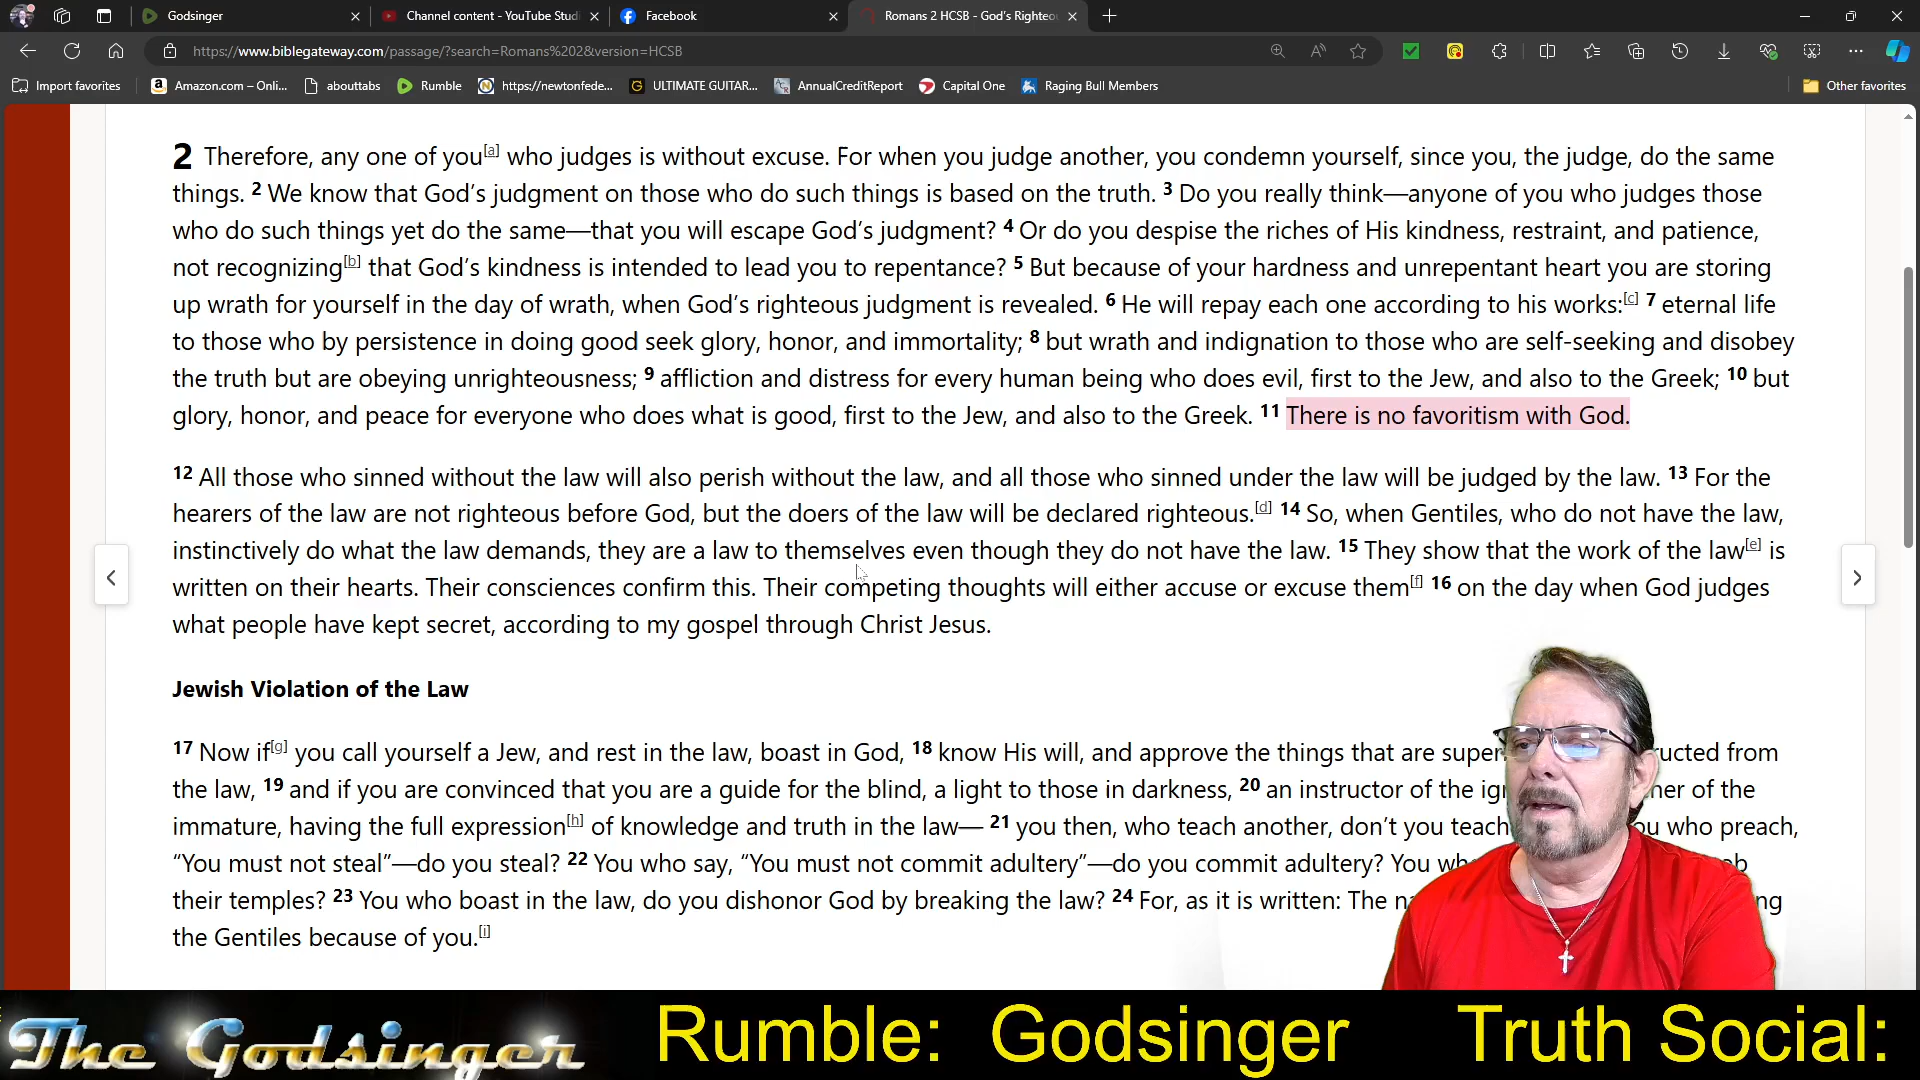 Godsinger
Channel content - YouTube Studi
Facebook
Romans 2 HCSB - God's Righteou
https://www.biblegateway.com/passage/?search=Romans%202&version=HCSB
Import favorites
Amazon.com – Onli...
abouttabs
Rumble
https://newtonfede...
ULTIMATE GUITAR...
AnnualCreditReport
Capital One
Raging Bull Members
Other favorites
2 Therefore, any one of you[a] who judges is without excuse. For when you judge another, you condemn yourself, since you, the judge, do the same
things. 2 We know that God’s judgment on those who do such things is based on the truth. 3 Do you really think—anyone of you who judges those
who do such things yet do the same—that you will escape God’s judgment? 4 Or do you despise the riches of His kindness, restraint, and patience,
not recognizing[b] that God’s kindness is intended to lead you to repentance? 5 But because of your hardness and unrepentant heart you are storing
up wrath for yourself in the day of wrath, when God’s righteous judgment is revealed. 6 He will repay each one according to his works:[c] 7 eternal life
to those who by persistence in doing good seek glory, honor, and immortality; 8 but wrath and indignation to those who are self-seeking and disobey
the truth but are obeying unrighteousness; 9 affliction and distress for every human being who does evil, first to the Jew, and also to the Greek; 10 but
glory, honor, and peace for everyone who does what is good, first to the Jew, and also to the Greek. 11 There is no favoritism with God.
12 All those who sinned without the law will also perish without the law, and all those who sinned under the law will be judged by the law. 13 For the
hearers of the law are not righteous before God, but the doers of the law will be declared righteous.[d] 14 So, when Gentiles, who do not have the law,
instinctively do what the law demands, they are a law to themselves even though they do not have the law. 15 They show that the work of the law[e] is
written on their hearts. Their consciences confirm this. Their competing thoughts will either accuse or excuse them[f] 16 on the day when God judges
what people have kept secret, according to my gospel through Christ Jesus.
Jewish Violation of the Law
17 Now if[g] you call yourself a Jew, and rest in the law, boast in God, 18 know His will, and approve the things that are super ucted from
the law, 19 and if you are convinced that you are a guide for the blind, a light to those in darkness, 20 an instructor of the ig her of the
immature, having the full expression[h] of knowledge and truth in the law— 21 you then, who teach another, don’t you teach ou who preach,
“You must not steal”—do you steal? 22 You who say, “You must not commit adultery”—do you commit adultery? You wh ob
their temples? 23 You who boast in the law, do you dishonor God by breaking the law? 24 For, as it is written: The n ng
the Gentiles because of you.[i]
The Godsinger
Rumble: Godsinger Truth Social: